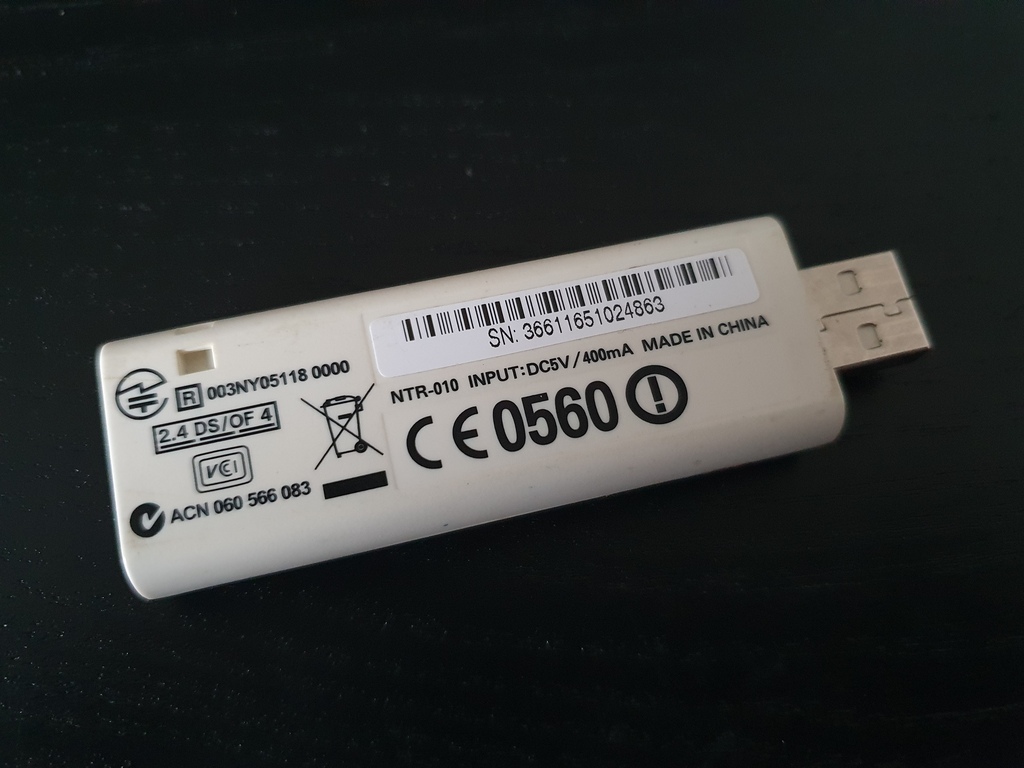 SN: 36611651024863
NTR-010 INPUT:DC5V/400mA MADE IN CHINA
CE0560
R 003NY05118 0000
2.4 DS/OF 4
VCI
ACN 060 566 083